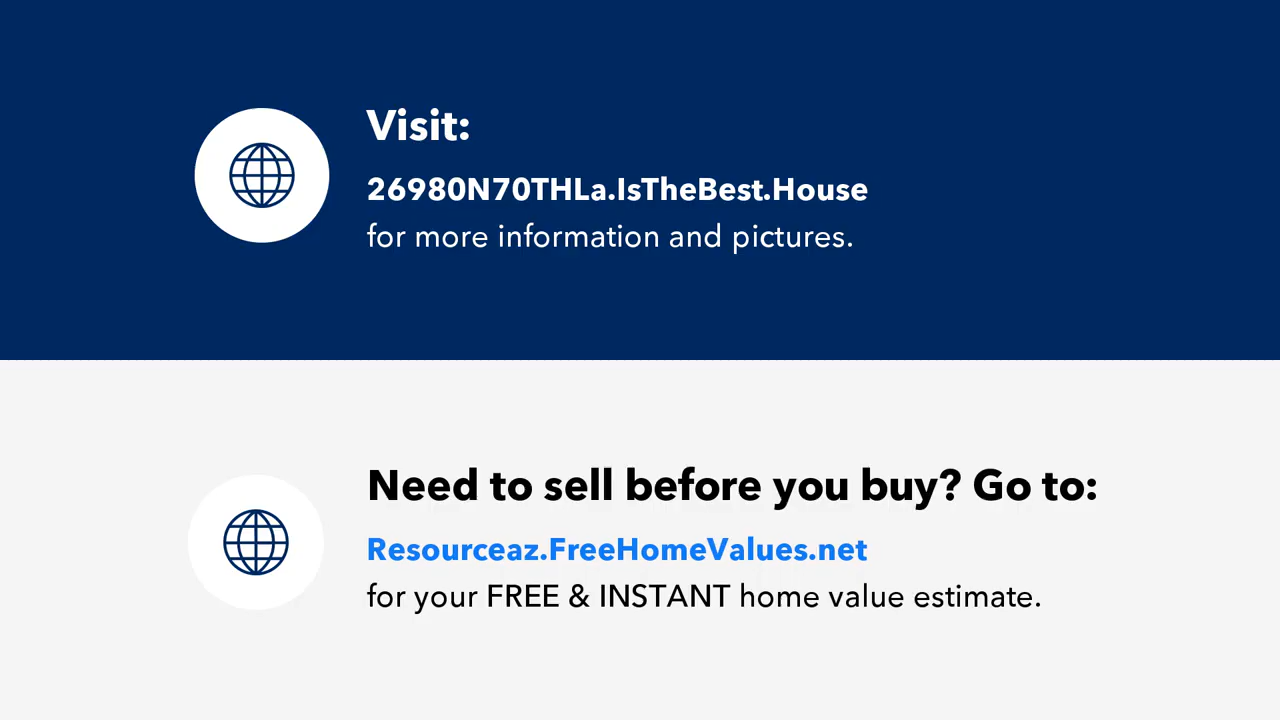 Visit:
26980N70THLa.IsTheBest.House
for more information and pictures.
Need to sell before you buy? Go to:
Resourceaz.FreeHomeValues.net
for your FREE & INSTANT home value estimate.